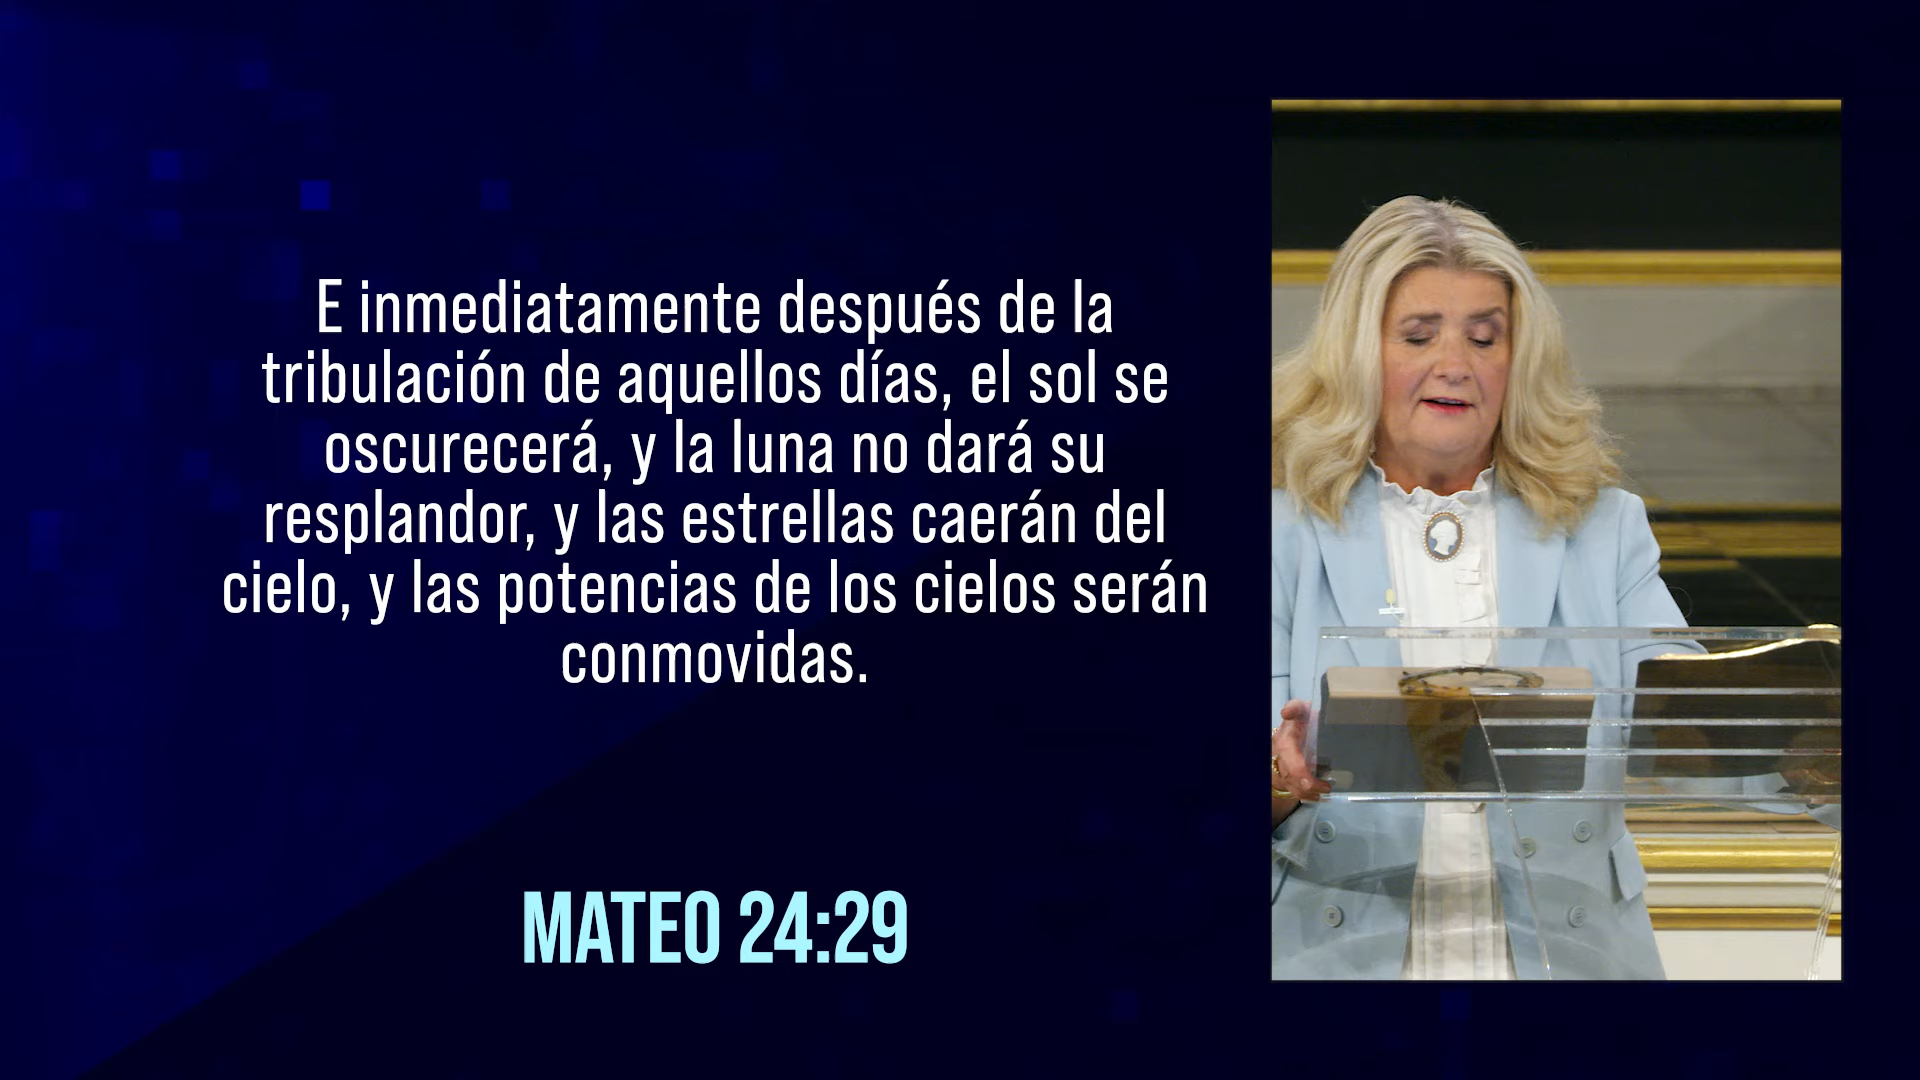 E inmediatamente después de la
tribulación de aquellos días, el sol se
oscurecerá, y la luna no dará su
resplandor, y las estrellas caerán del
cielo, y las potencias de los cielos serán
conmovidas.
MATEO 24:29